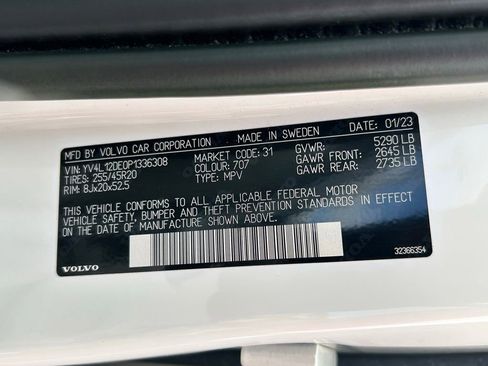 MFD BY VOLVO CAR CORPORATION MADE IN SWEDEN DATE: 01/23
VIN: YV4L12DE0P1336308 MARKET CODE: 31 GVWR: 5290 LB
TIRES: 255/45R20 COLOUR: 707 GAWR FRONT: 2645 LB
RIM: 8Jx20x52.5 TYPE: MPV GAWR REAR: 2735 LB
THIS VEHICLE CONFORMS TO ALL APPLICABLE FEDERAL MOTOR
VEHICLE SAFETY, BUMPER AND THEFT PREVENTION STANDARDS IN EFFECT
ON THE DATE OF MANUFACTURE SHOWN ABOVE.
VOLVO 32366354